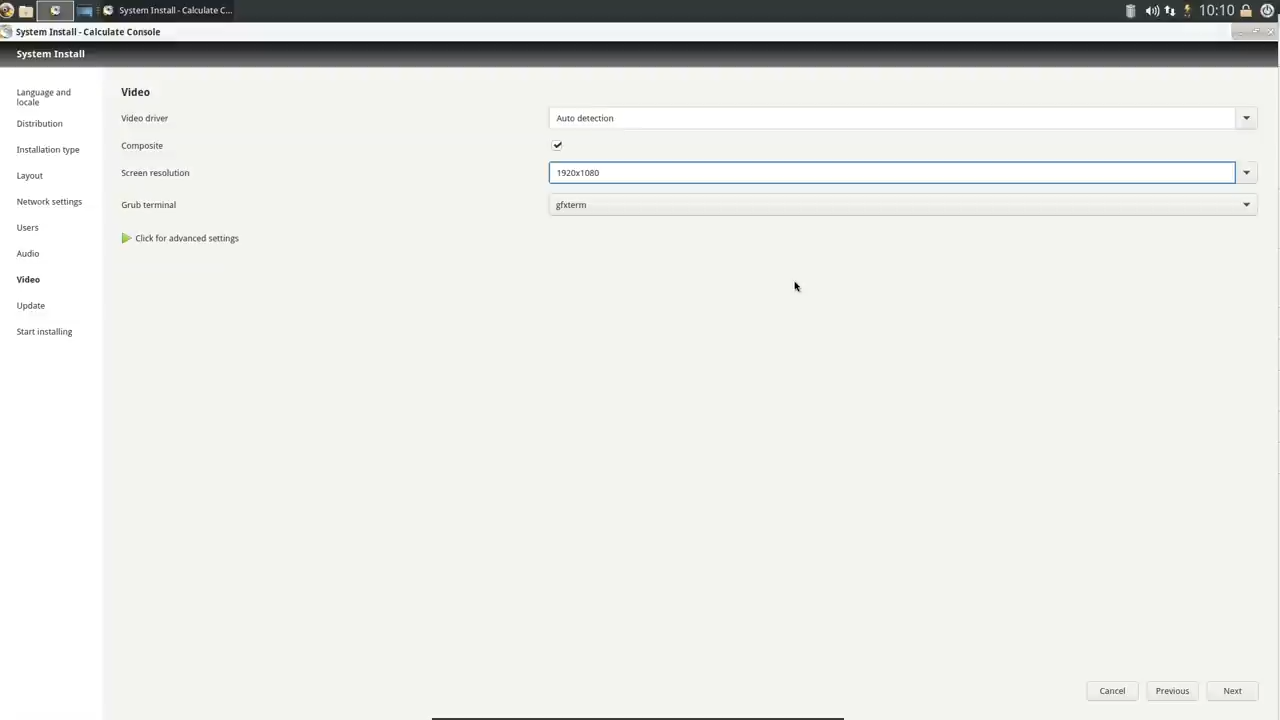 System Install - Calculate C...
10:10
System Install - Calculate Console
System Install
Language and
locale
Distribution
Installation type
Layout
Network settings
Users
Audio
Video
Update
Start installing
Video
Video driver
Auto detection
Composite
Screen resolution
1920x1080
Grub terminal
gfxterm
Click for advanced settings
Cancel
Previous
Next